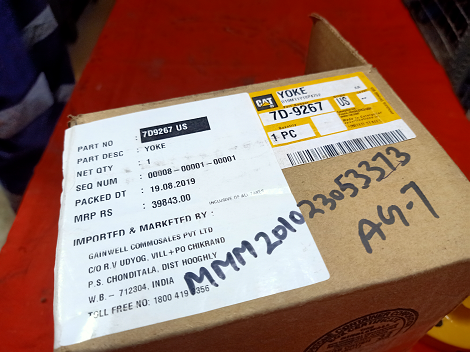 PART NO : 7D9267 US
PART DESC : YOKE
NET QTY : 1
SEQ NUM : 00008-00001-00001
PACKED DT : 19.08.2019
MRP RS : 39843.00
IMPORTED & MARKETED BY :
GAINWELL COMMOSALES PVT LTD
C/O R.V UDYOG, VILL+PO CHIKRAND
P.S. CHONDITALA, DIST HOOGHLY
W.B.- 712304, INDIA
TOLL FREE NO: 1800 419 3356
CAT
YOKE
7D-9267 US
1 PC
MMM201023053373
AG-7